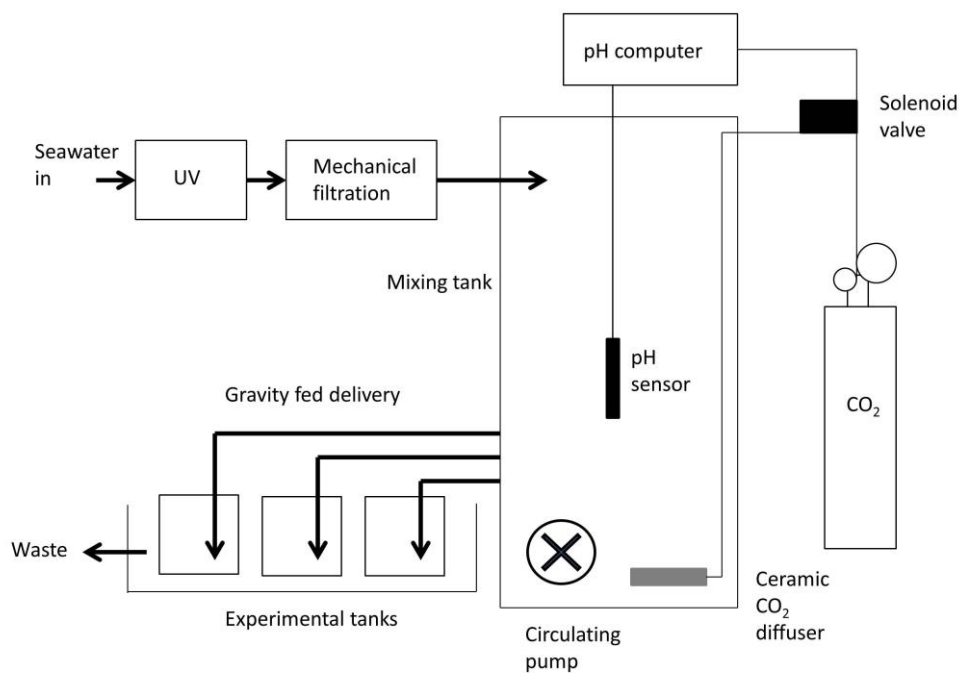 pH computer
Solenoid
valve
Seawater
in
UV
Mechanical
filtration
Mixing tank
pH
sensor
CO₂
Gravity fed delivery
Waste
Experimental tanks
Circulating
pump
Ceramic
CO₂
diffuser